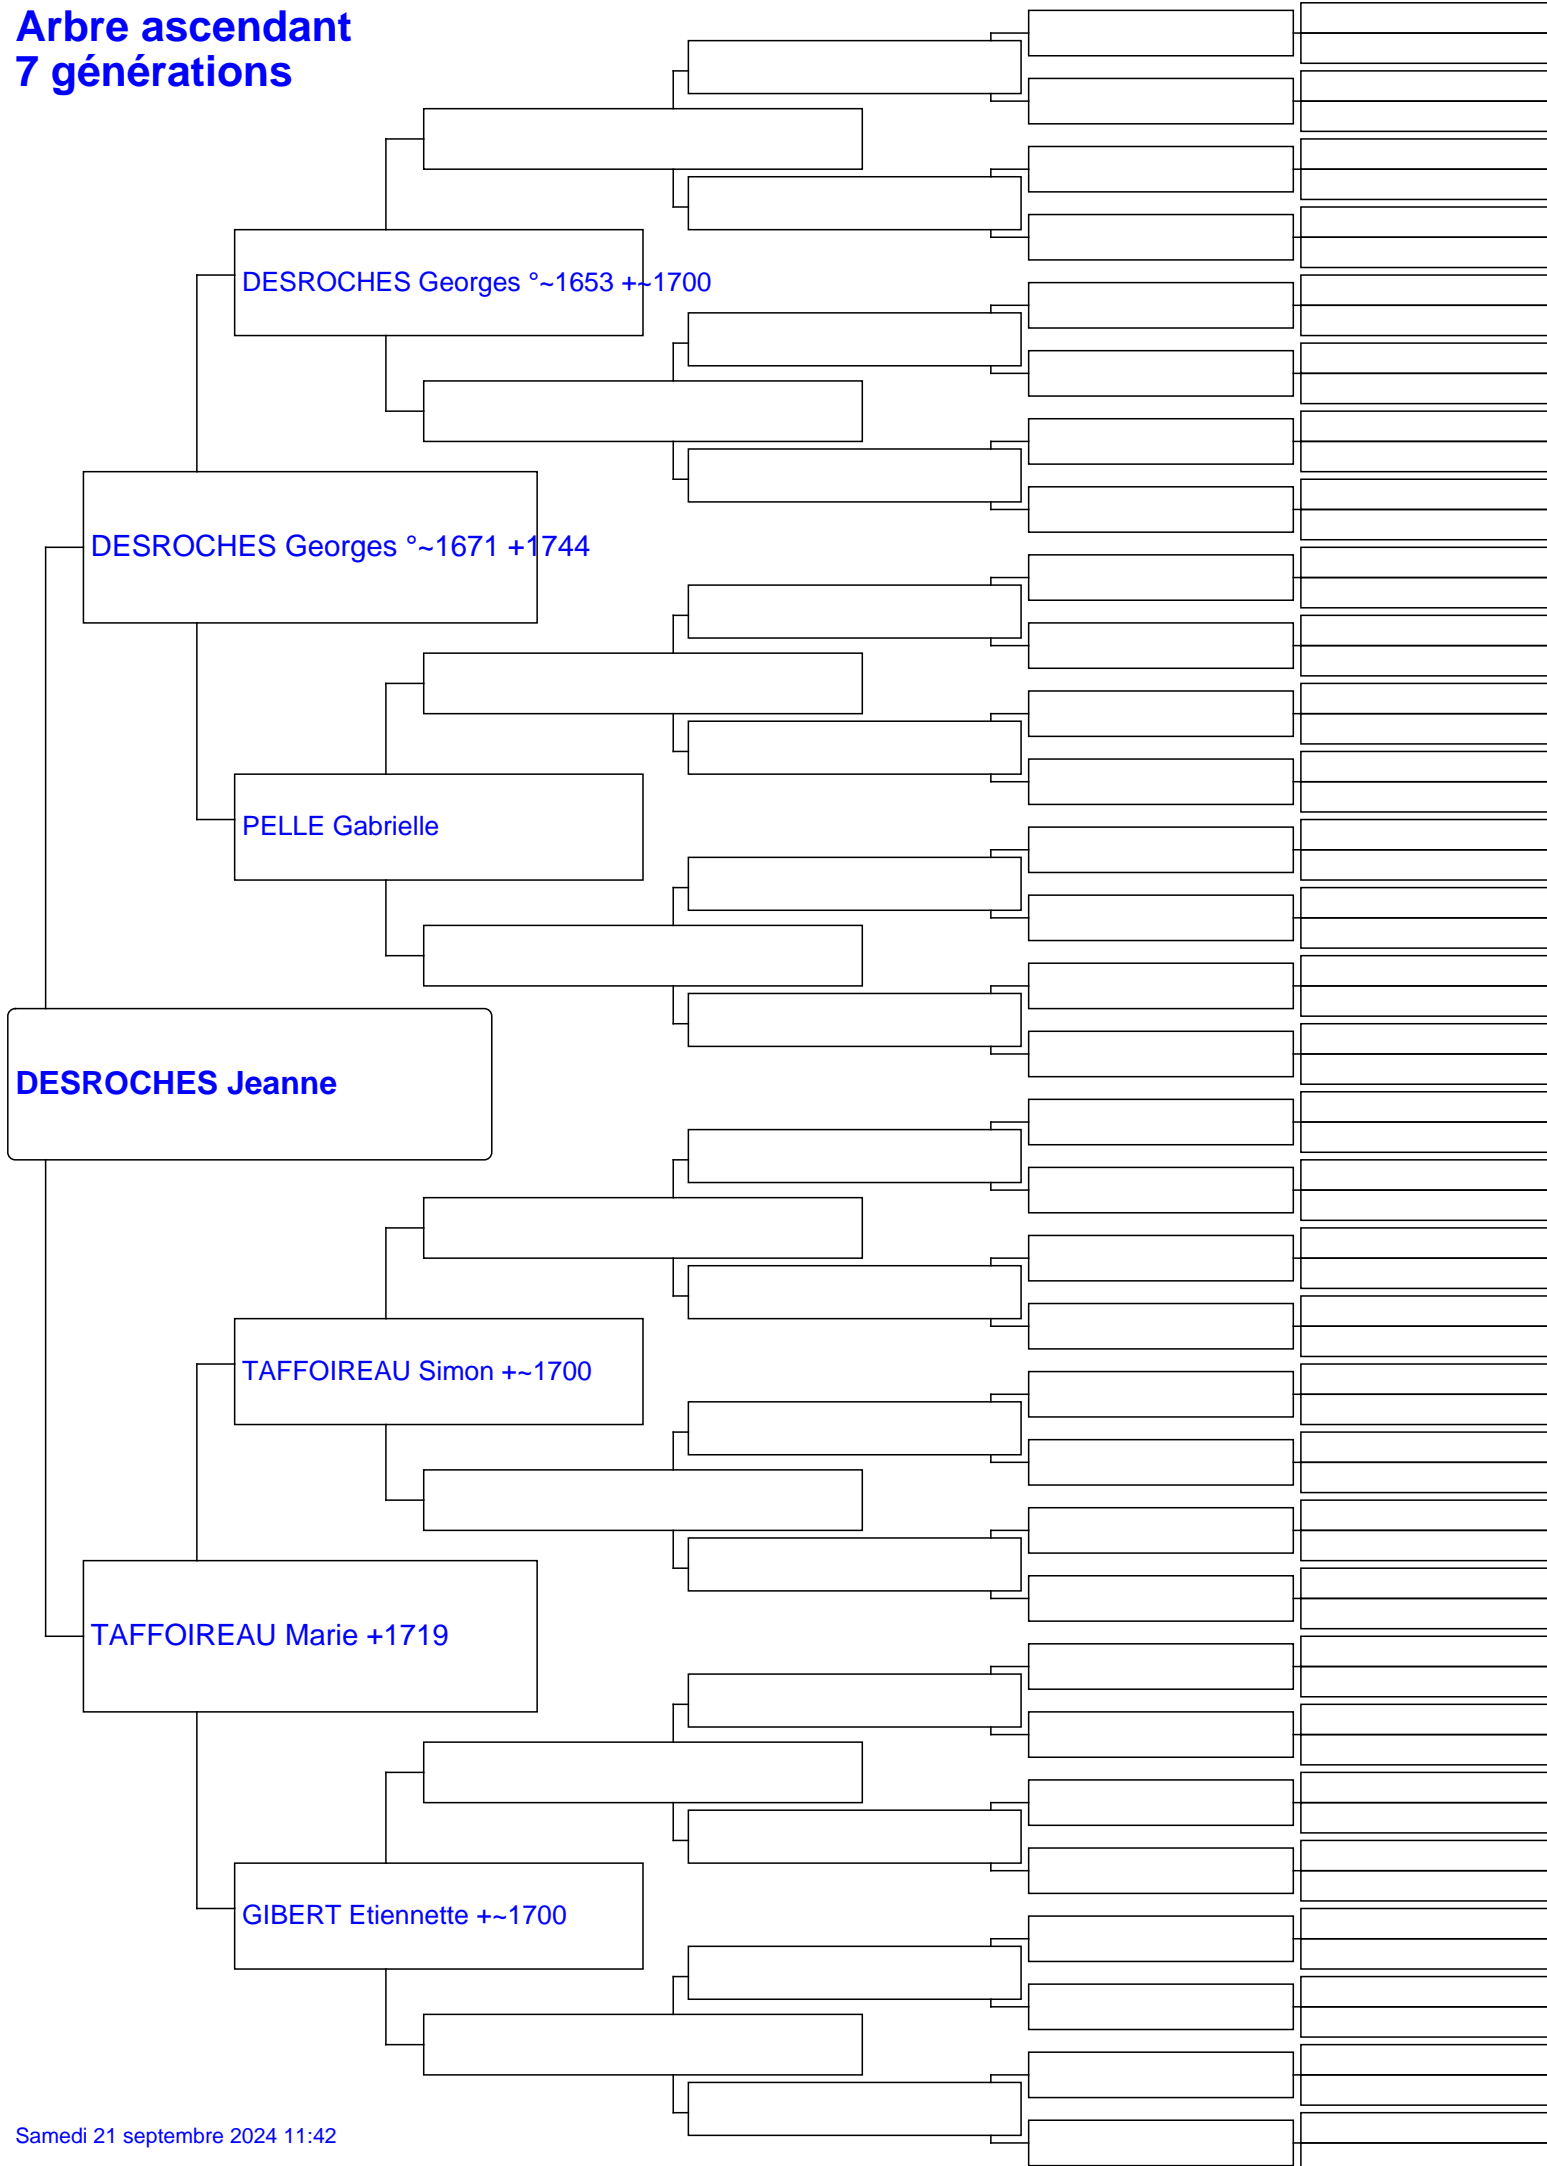 Arbre ascendant
7 générations
DESROCHES Georges °~1653 +~1700
DESROCHES Georges °~1671 +1744
PELLE Gabrielle
DESROCHES Jeanne
TAFFOIREAU Simon +~1700
TAFFOIREAU Marie +1719
GIBERT Etiennette +~1700
Samedi 21 septembre 2024 11:42